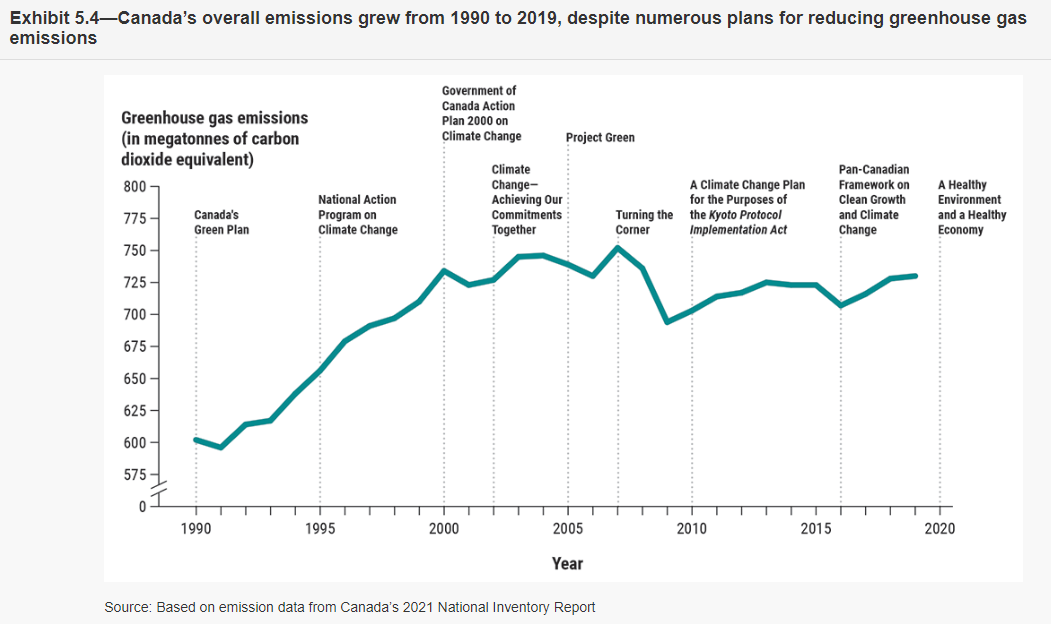 Exhibit 5.4—Canada’s overall emissions grew from 1990 to 2019, despite numerous plans for reducing greenhouse gas
emissions
Greenhouse gas emissions
(in megatonnes of carbon
dioxide equivalent)
Government of
Canada Action
Plan 2000 on
Climate Change
Project Green
Canada's
Green Plan
National Action
Program on
Climate Change
Climate
Change—
Achieving Our
Commitments
Together
Turning the
Corner
A Climate Change Plan
for the Purposes of
the Kyoto Protocol
Implementation Act
Pan-Canadian
Framework on
Clean Growth
and Climate
Change
A Healthy
Environment
and a Healthy
Economy
800
775
750
725
700
675
650
625
600
575
0
1990 1995 2000 2005 2010 2015 2020
Year
Source: Based on emission data from Canada’s 2021 National Inventory Report